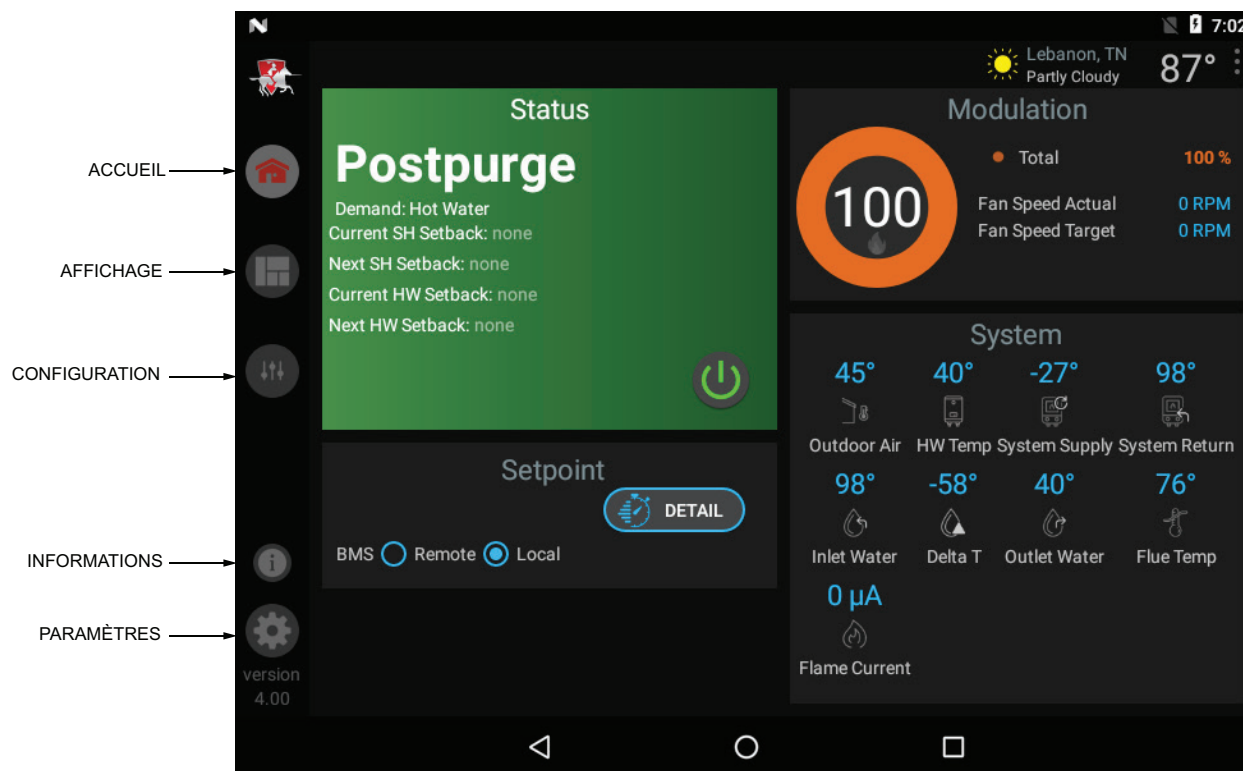 7:02
Lebanon, TN
Partly Cloudy
87°
ACCUEIL
AFFICHAGE
CONFIGURATION
INFORMATIONS
PARAMÈTRES
version
4.00
Status
Postpurge
Demand: Hot Water
Current SH Setback: none
Next SH Setback: none
Current HW Setback: none
Next HW Setback: none
Setpoint
DETAIL
BMS Remote Local
Modulation
100
Total 100 %
Fan Speed Actual 0 RPM
Fan Speed Target 0 RPM
System
45° 40° -27° 98°
Outdoor Air HW Temp System Supply System Return
98° -58° 40° 76°
Inlet Water Delta T Outlet Water Flue Temp
0 µA
Flame Current